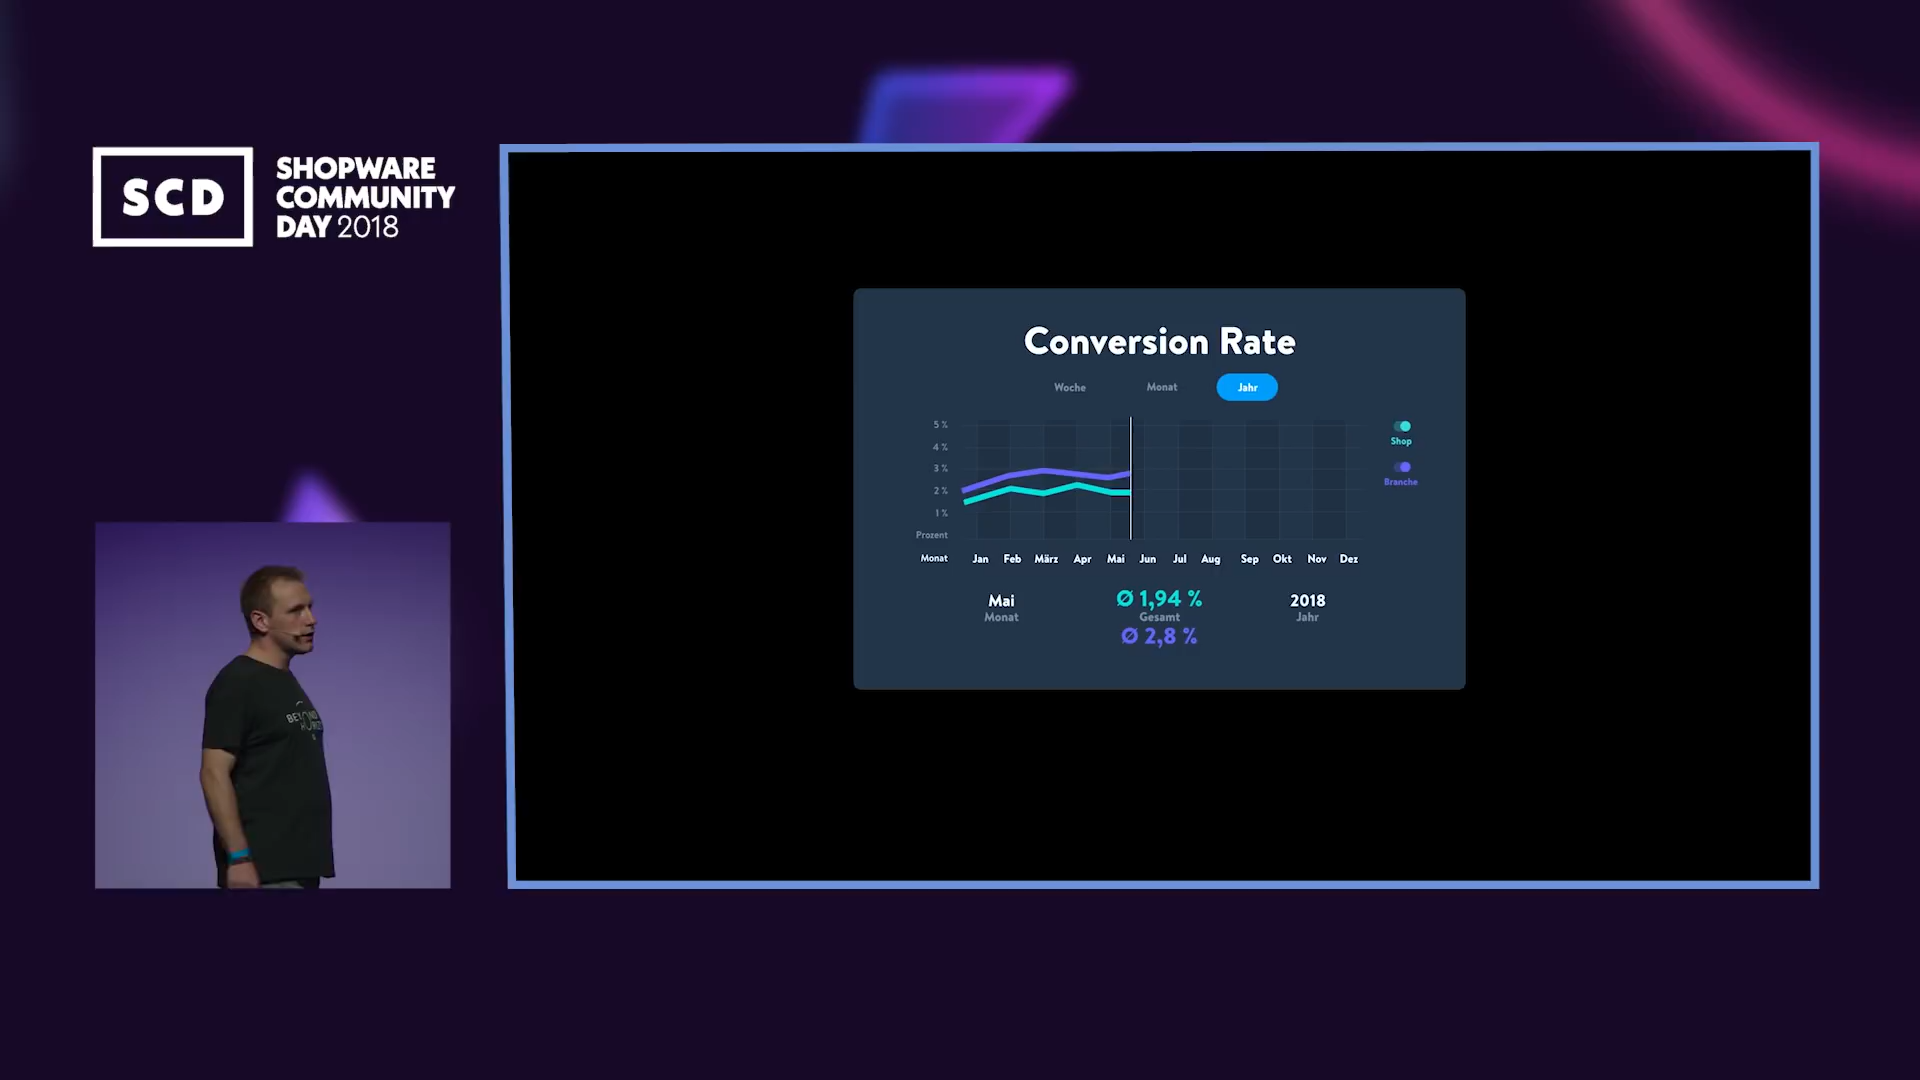 SCD
SHOPWARE
COMMUNITY
DAY 2018
Conversion Rate
Woche Monat Jahr
5 %
4 %
3 %
2 %
1 %
Prozent
Monat Jan Feb März Apr Mai Jun Jul Aug Sep Okt Nov Dez
Shop
Branche
Mai
Monat
Ø 1,94 %
Gesamt
Ø 2,8 %
2018
Jahr